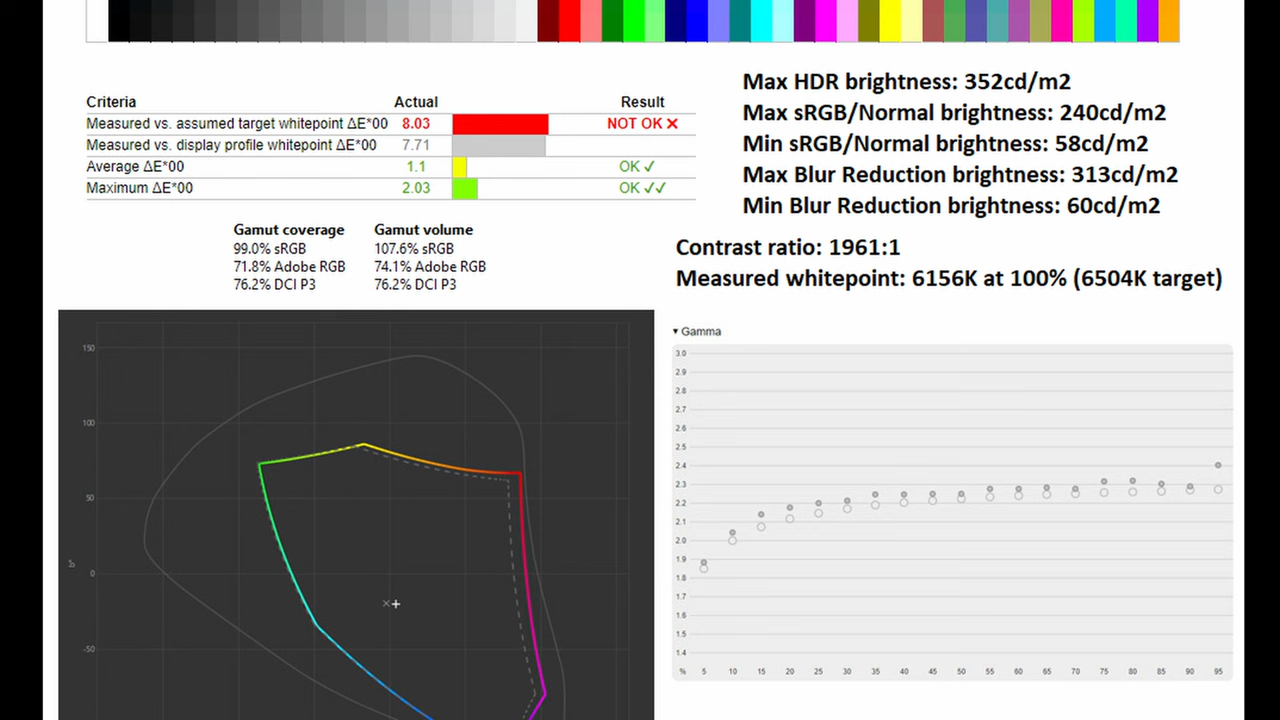 Criteria Actual Result
Measured vs. assumed target whitepoint ΔE*00 8.03 NOT OK ✕
Measured vs. display profile whitepoint ΔE*00 7.71
Average ΔE*00 1.1 OK ✓
Maximum ΔE*00 2.03 OK ✓✓
Gamut coverage Gamut volume
99.0% sRGB 107.6% sRGB
71.8% Adobe RGB 74.1% Adobe RGB
76.2% DCI P3 76.2% DCI P3
Max HDR brightness: 352cd/m2
Max sRGB/Normal brightness: 240cd/m2
Min sRGB/Normal brightness: 58cd/m2
Max Blur Reduction brightness: 313cd/m2
Min Blur Reduction brightness: 60cd/m2
Contrast ratio: 1961:1
Measured whitepoint: 6156K at 100% (6504K target)
150
100
50
0
-50
b*
▾ Gamma
3.0
2.9
2.8
2.7
2.6
2.5
2.4
2.3
2.2
2.1
2.0
1.9
1.8
1.7
1.6
1.5
1.4
% 5 10 15 20 25 30 35 40 45 50 55 60 65 70 75 80 85 90 95